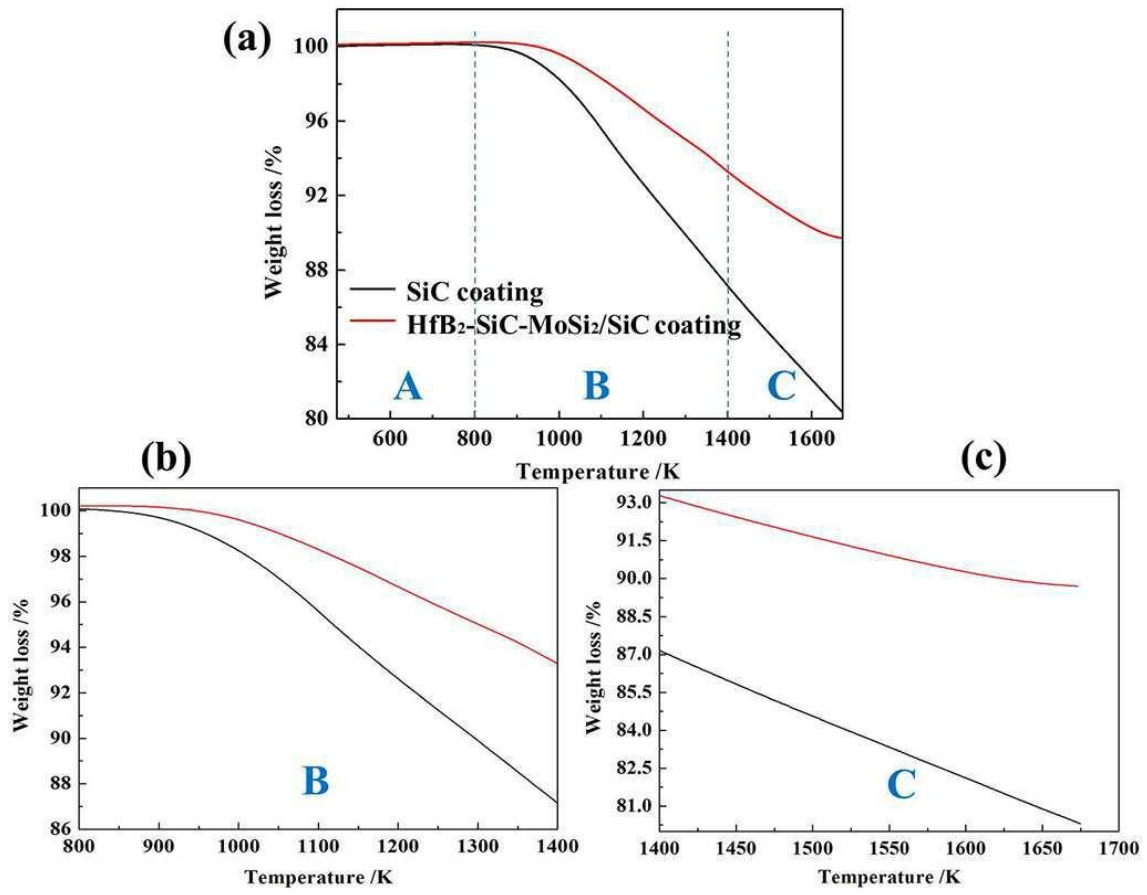 (a)
100
96
92
88
84
80
Weight loss /%
SiC coating
HfB₂-SiC-MoSi₂/SiC coating
A
B
C
600
800
1000
1200
1400
1600
Temperature /K
(b)
100
98
96
94
92
90
88
86
Weight loss /%
B
800
900
1000
1100
1200
1300
1400
Temperature /K
(c)
93.0
91.5
90.0
88.5
87.0
85.5
84.0
82.5
81.0
Weight loss /%
C
1400
1450
1500
1550
1600
1650
1700
Temperature /K